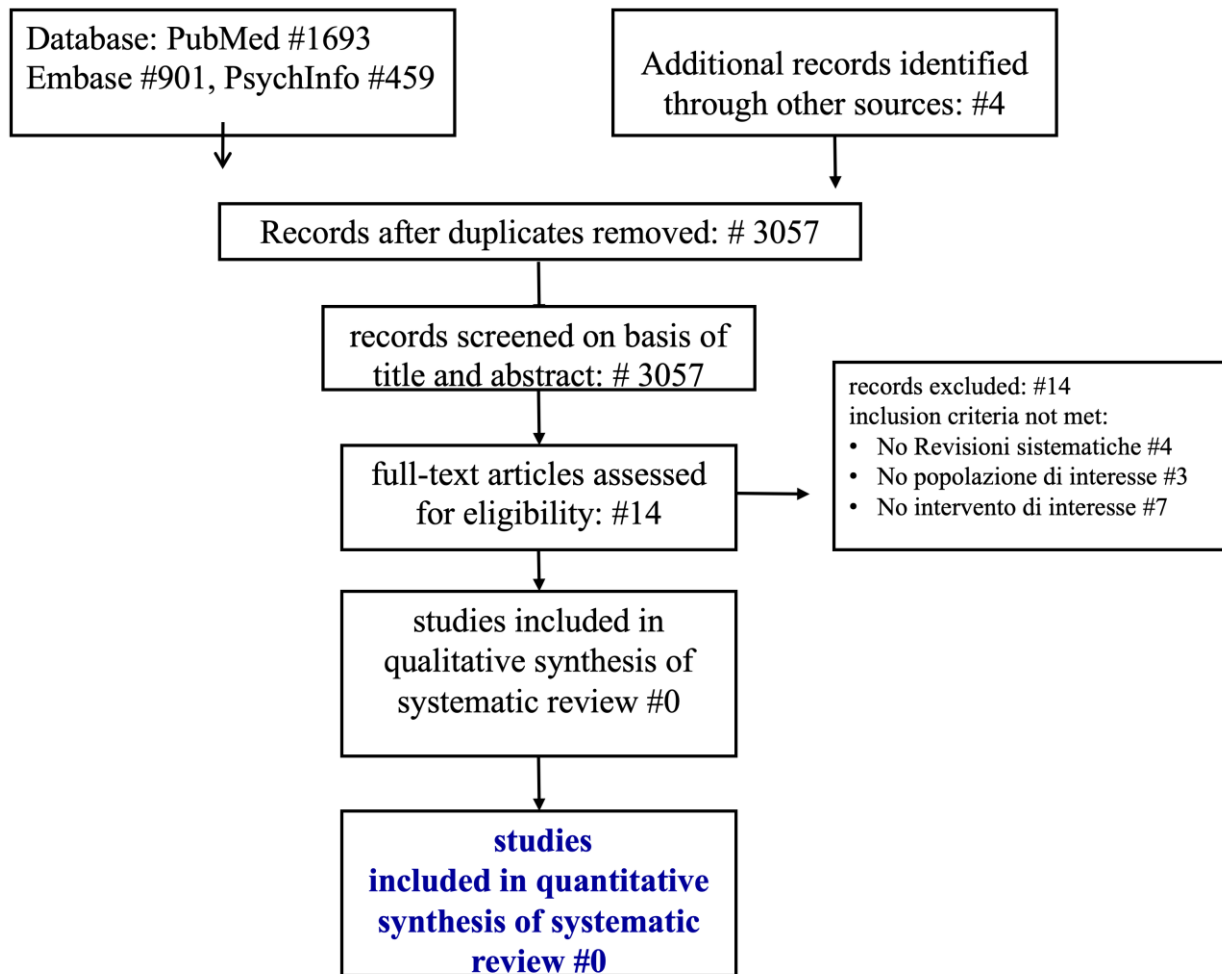 Database: PubMed #1693
Embase #901, PsychInfo #459
Additional records identified
through other sources: #4
Records after duplicates removed: # 3057
records screened on basis of
title and abstract: # 3057
full-text articles assessed
for eligibility: #14
records excluded: #14
inclusion criteria not met:
• No Revisioni sistematiche #4
• No popolazione di interesse #3
• No intervento di interesse #7
studies included in
qualitative synthesis of
systematic review #0
studies
included in quantitative
synthesis of systematic
review #0